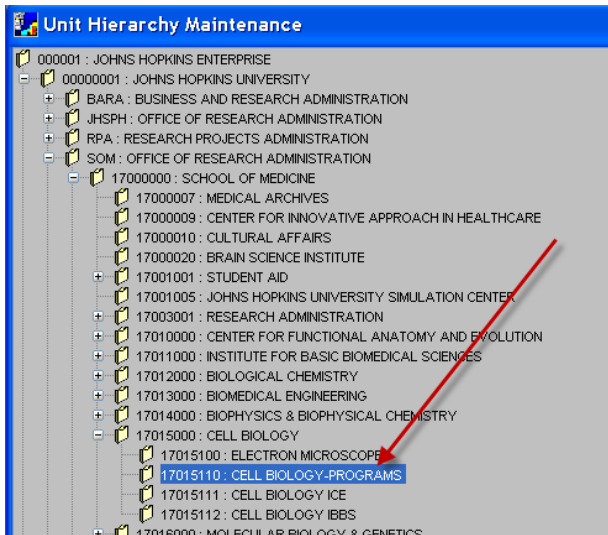 Unit Hierarchy Maintenance
000001 : JOHNS HOPKINS ENTERPRISE
00000001 : JOHNS HOPKINS UNIVERSITY
BARA : BUSINESS AND RESEARCH ADMINISTRATION
JHSPH : OFFICE OF RESEARCH ADMINISTRATION
RPA : RESEARCH PROJECTS ADMINISTRATION
SOM : OFFICE OF RESEARCH ADMINISTRATION
17000000 : SCHOOL OF MEDICINE
17000007 : MEDICAL ARCHIVES
17000009 : CENTER FOR INNOVATIVE APPROACH IN HEALTHCARE
17000010 : CULTURAL AFFAIRS
17000020 : BRAIN SCIENCE INSTITUTE
17001001 : STUDENT AID
17001005 : JOHNS HOPKINS UNIVERSITY SIMULATION CENTER
17003001 : RESEARCH ADMINISTRATION
17010000 : CENTER FOR FUNCTIONAL ANATOMY AND EVOLUTION
17011000 : INSTITUTE FOR BASIC BIOMEDICAL SCIENCES
17012000 : BIOLOGICAL CHEMISTRY
17013000 : BIOMEDICAL ENGINEERING
17014000 : BIOPHYSICS & BIOPHYSICAL CHEMISTRY
17015000 : CELL BIOLOGY
17015100 : ELECTRON MICROSCOPE
17015110 : CELL BIOLOGY-PROGRAMS
17015111 : CELL BIOLOGY ICE
17015112 : CELL BIOLOGY IBBS
17016000 : MOLECULAR BIOLOGY & GENETICS